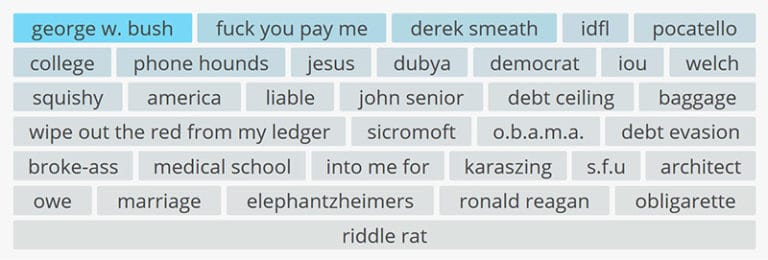 george w. bush fuck you pay me derek smeath idfl pocatello
college phone hounds jesus dubya democrat iou welch
squishy america liable john senior debt ceiling baggage
wipe out the red from my ledger sicromoft o.b.a.m.a. debt evasion
broke-ass medical school into me for karaszing s.f.u architect
owe marriage elephantzheimers ronald reagan obligarette
riddle rat